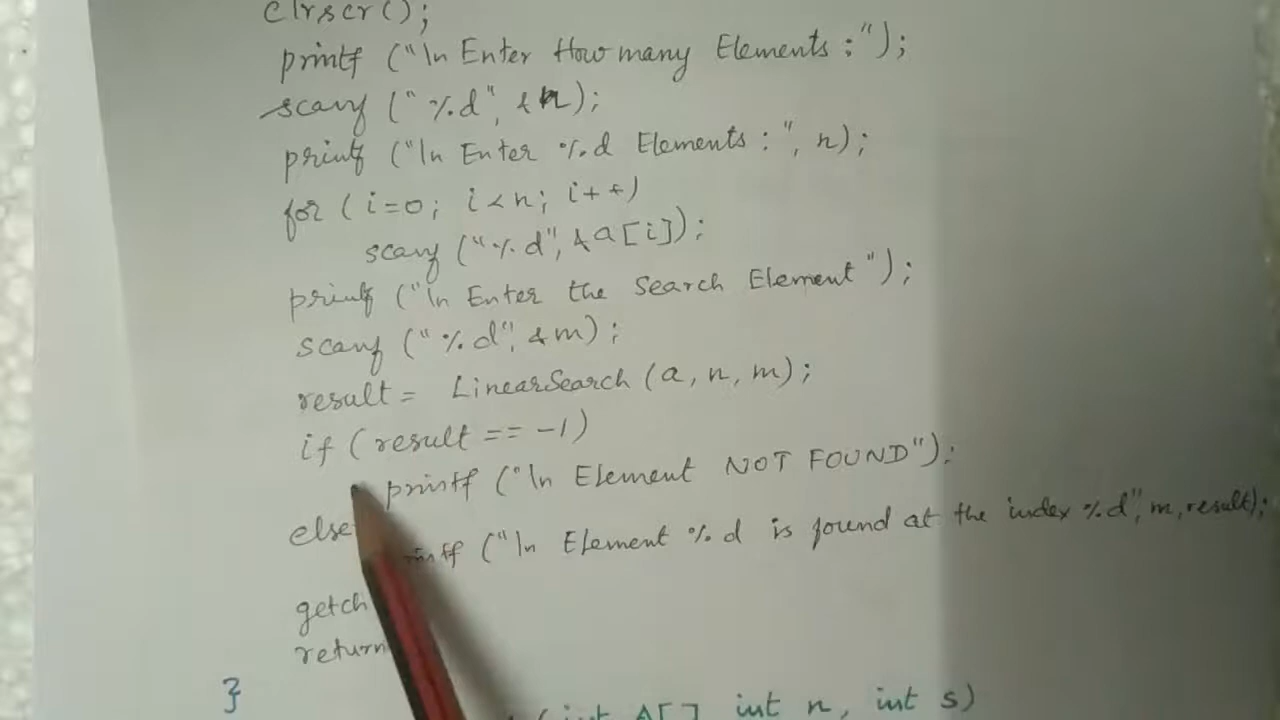 clrscr();
printf ("\n Enter How many Elements :");
scanf ("%d", &n);
printf ("\n Enter %d Elements : ", n);
for (i=0; i<n; i++)
scanf ("%d", &a[i]);
printf ("\n Enter the Search Element");
scanf ("%d", &m);
result = LinearSearch (a, n, m);
if (result == -1)
printf ("\n Element NOT FOUND");
else
printf ("\n Element %d is found at the index %d", m, result);
getch
return
}
(int A[] int n, int s)